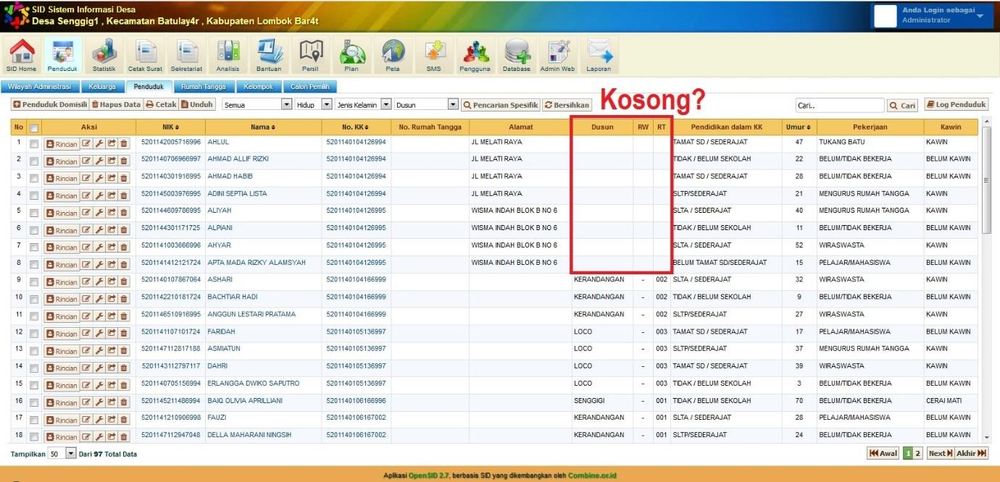 SID Sistem Informasi Desa
Desa Senggig1 , Kecamatan Batulay4r , Kabupaten Lombok Bar4t
Anda Login sebagai
Administrator
SID Home Penduduk Statistik Cetak Surat Sekretariat Analisis Bantuan Persil Plan Peta SMS Pengguna Database Admin Web Laporan
Wilayah Administrasi Keluarga Penduduk Rumah Tangga Kelompok Calon Pemilih
Kosong?
Penduduk Domisili Hapus Data Cetak Unduh Semua Hidup Jenis Kelamin Dusun Pencarian Spesifik Bersihkan Cari.. Cari Log Penduduk
No Aksi NIK Nama No. KK No. Rumah Tangga Alamat Dusun RW RT Pendidikan dalam KK Umur Pekerjaan Kawin
1 Rincian 5201142005716996 AHLUL 5201140104126994 JL MELATI RAYA TAMAT SD / SEDERAJAT 47 TUKANG BATU KAWIN
2 Rincian 5201140706966997 AHMAD ALLIF RIZKI 5201140104126994 JL MELATI RAYA TIDAK / BELUM SEKOLAH 22 BELUM/TIDAK BEKERJA BELUM KAWIN
3 Rincian 5201140301916995 AHMAD HABIB 5201140104126994 JL MELATI RAYA TAMAT SD / SEDERAJAT 28 BELUM/TIDAK BEKERJA BELUM KAWIN
4 Rincian 5201145003976995 ADINI SEPTIA LISTA 5201140104126994 JL MELATI RAYA SLTP/SEDERAJAT 21 MENGURUS RUMAH TANGGA KAWIN
5 Rincian 5201144609786995 ALIYAH 5201140104126995 WISMA INDAH BLOK B NO 6 SLTA / SEDERAJAT 40 MENGURUS RUMAH TANGGA KAWIN
6 Rincian 5201144301171725 ALPIANI 5201140104126995 WISMA INDAH BLOK B NO 6 TIDAK / BELUM SEKOLAH 11 BELUM/TIDAK BEKERJA BELUM KAWIN
7 Rincian 5201141003666996 AHYAR 5201140104126995 WISMA INDAH BLOK B NO 6 SLTA / SEDERAJAT 52 WIRASWASTA KAWIN
8 Rincian 5201141412121724 APTA MADA RIZKY ALAMSYAH 5201140104126995 WISMA INDAH BLOK B NO 6 BELUM TAMAT SD/SEDERAJAT 15 PELAJAR/MAHASISWA BELUM KAWIN
9 Rincian 5201140107867064 ASHARI 5201140104166999 KERANDANGAN - 002 SLTA / SEDERAJAT 32 WIRASWASTA KAWIN
10 Rincian 5201142210181724 BACHTIAR HADI 5201140104166999 KERANDANGAN - 002 TIDAK / BELUM SEKOLAH 9 BELUM/TIDAK BEKERJA BELUM KAWIN
11 Rincian 5201146510916995 ANGGUN LESTARI PRATAMA 5201140104166999 KERANDANGAN - 002 SLTP/SEDERAJAT 27 WIRASWASTA KAWIN
12 Rincian 5201141107101724 FARIDAH 5201140105136997 LOCO - 003 TAMAT SD / SEDERAJAT 17 PELAJAR/MAHASISWA BELUM KAWIN
13 Rincian 5201147112817188 ASMIATUN 5201140105136997 LOCO - 003 SLTP/SEDERAJAT 37 MENGURUS RUMAH TANGGA KAWIN
14 Rincian 5201143112797117 DAHRI 5201140105136997 LOCO - 003 TAMAT SD / SEDERAJAT 39 WIRASWASTA KAWIN
15 Rincian 5201140705156994 ERLANGGA DWIKO SAPUTRO 5201140105136997 LOCO - 003 TIDAK / BELUM SEKOLAH 3 BELUM/TIDAK BEKERJA BELUM KAWIN
16 Rincian 5201145211486994 BAIQ OLIVIA APRILLIANI 5201140106166996 SENGGIGI - 001 TIDAK / BELUM SEKOLAH 70 BELUM/TIDAK BEKERJA CERAI MATI
17 Rincian 5201141210906998 FAUZI 5201140106167002 KERANDANGAN - 001 SLTA / SEDERAJAT 28 PELAJAR/MAHASISWA BELUM KAWIN
18 Rincian 5201147112947048 DELLA MAHARANI NINGSIH 5201140106167002 KERANDANGAN - 001 SLTP/SEDERAJAT 24 BELUM/TIDAK BEKERJA BELUM KAWIN
Tampilkan 50 Dari 97 Total Data Awal 1 2 Next Akhir
Aplikasi OpenSID 2.7, berbasis SID yang dikembangkan oleh Combine.or.id